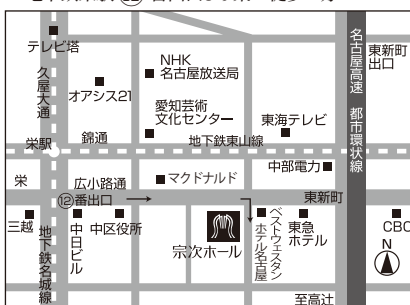 テレビ塔
久屋大通
オアシス21
NHK
名古屋放送局
愛知芸術
文化センター
東海テレビ
名古屋高速 都市環状線
東新町
出口
栄駅
錦通
地下鉄東山線
中部電力
栄
広小路通
マクドナルド
東新町
⑫番出口
三越
地下鉄名城線
中日ビル
中区役所
宗次ホール
ベストウェスタン
ホテル名古屋
東急
ホテル
CBC
N
至高辻